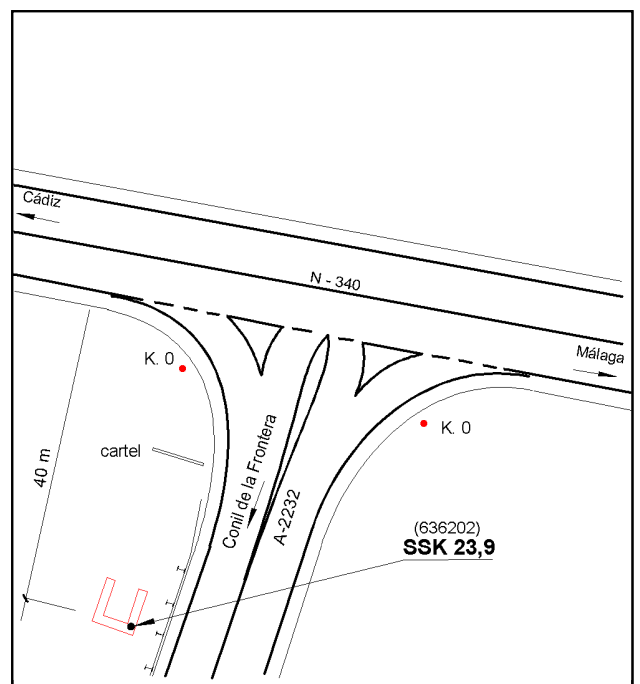 Cádiz
N - 340
Málaga
K. 0
K. 0
cartel
40 m
Conil de la Frontera
A-2232
(636202)
SSK 23,9